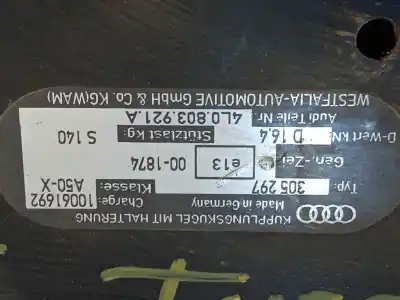 KUPPLUNGSKUGEL MIT HALTERUNG
Made in Germany
Charge: 10061692
Typ: 305 297
Klasse: A50-X
Gen.-Zei
e13
00-1874
D-Wert kN: D 16,4
Stützlast kg: S 140
Audi Teile Nr. 4L0.803.921.A
WESTFALIA-AUTOMOTIVE GmbH & Co. KG(WAM)